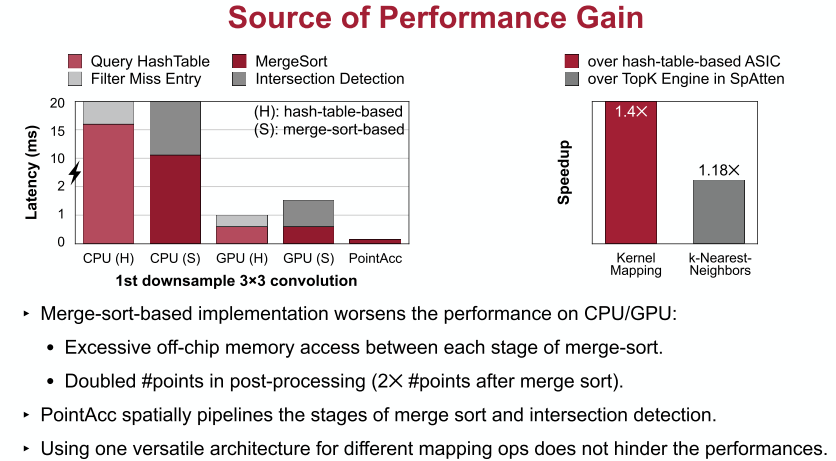 Source of Performance Gain
Query HashTable
MergeSort
Filter Miss Entry
Intersection Detection
(H): hash-table-based
(S): merge-sort-based
Latency (ms)
20
15
10
2
1
0
CPU (H)
CPU (S)
GPU (H)
GPU (S)
PointAcc
1st downsample 3×3 convolution
over hash-table-based ASIC
over TopK Engine in SpAtten
Speedup
1.4×
1.18×
Kernel
Mapping
k-Nearest-
Neighbors
‣ Merge-sort-based implementation worsens the performance on CPU/GPU:
• Excessive off-chip memory access between each stage of merge-sort.
• Doubled #points in post-processing (2× #points after merge sort).
‣ PointAcc spatially pipelines the stages of merge sort and intersection detection.
‣ Using one versatile architecture for different mapping ops does not hinder the performances.